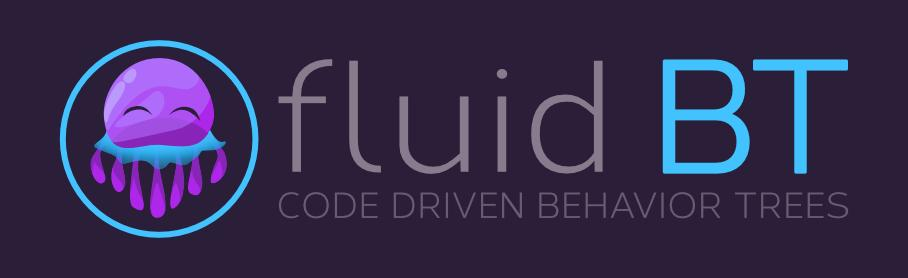 fluid BT
CODE DRIVEN BEHAVIOR TREES